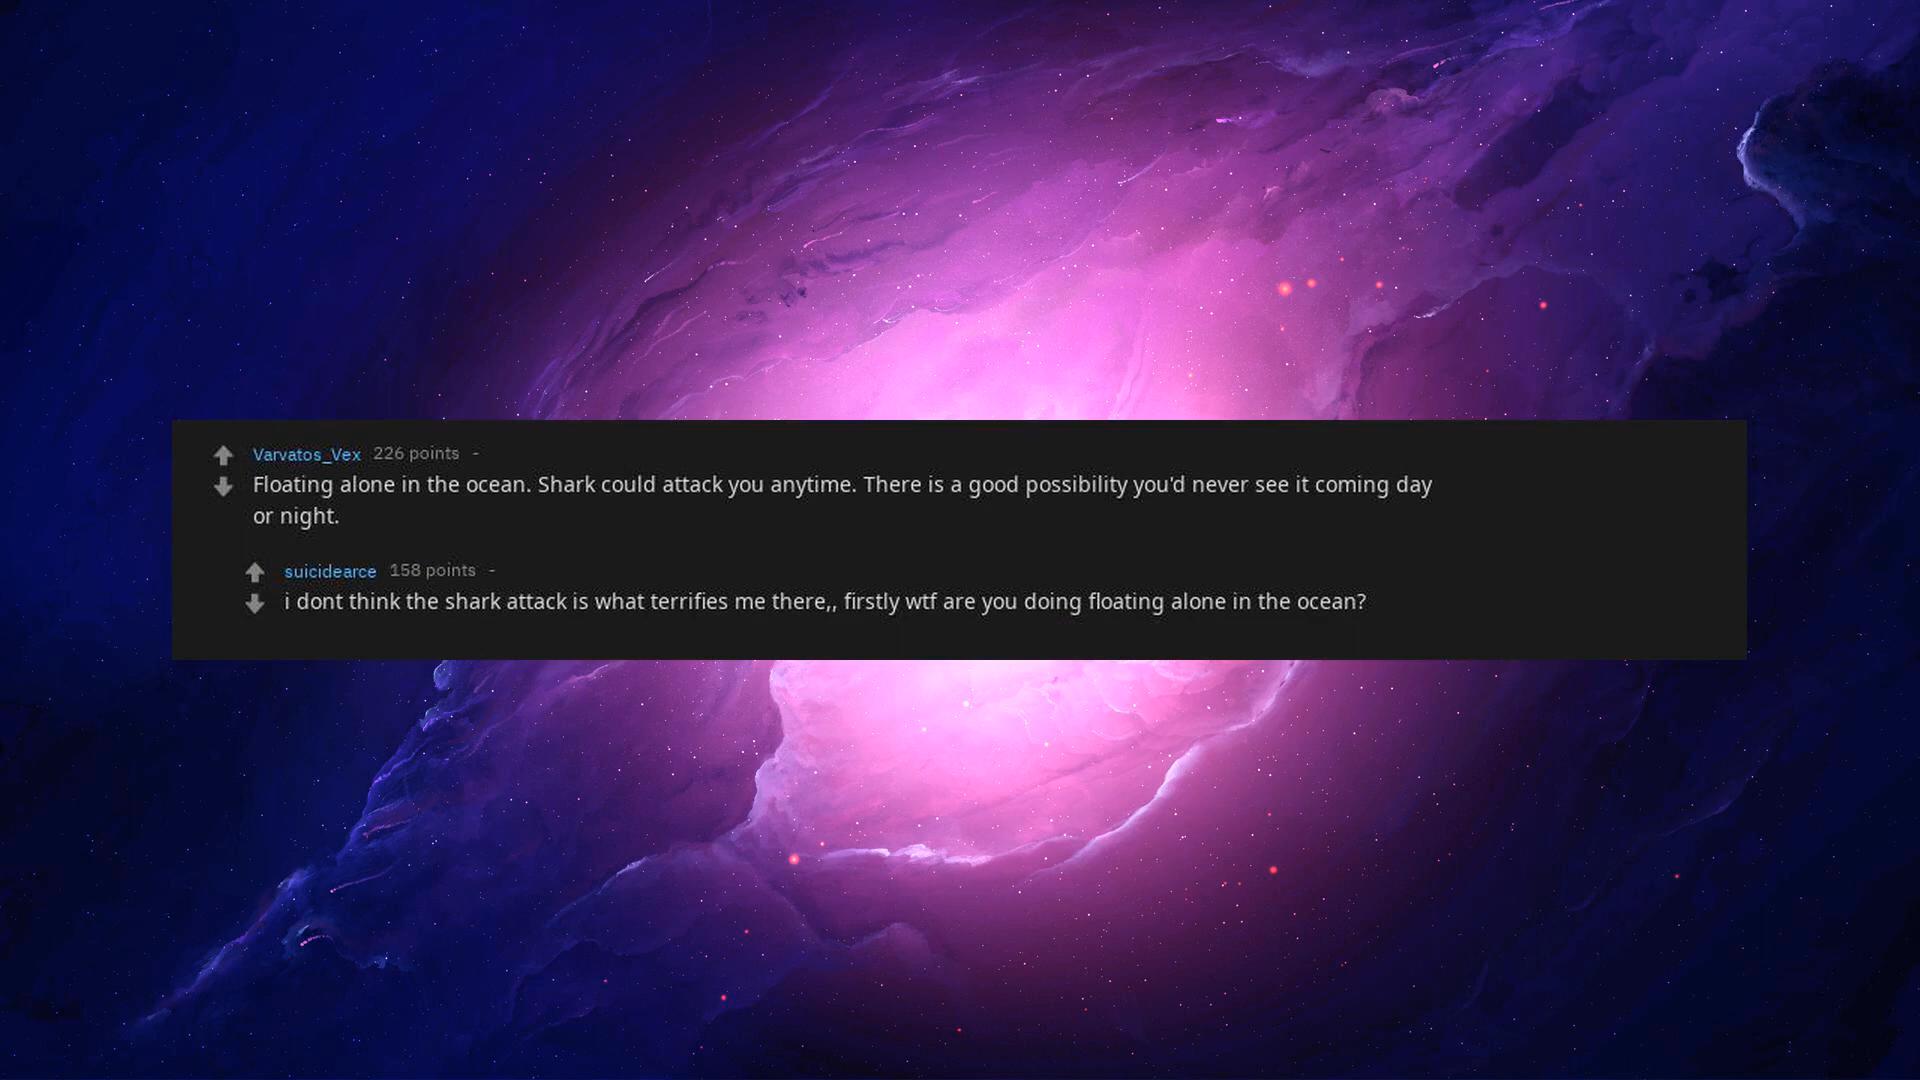 Varvatos_Vex 226 points -
Floating alone in the ocean. Shark could attack you anytime. There is a good possibility you'd never see it coming day
or night.
suicidearce 158 points -
i dont think the shark attack is what terrifies me there,, firstly wtf are you doing floating alone in the ocean?